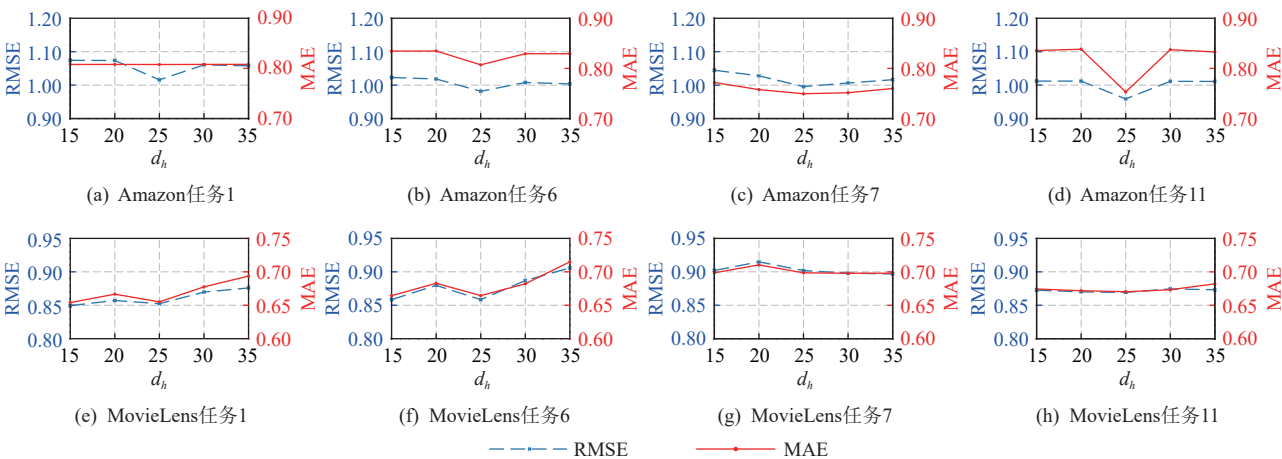 1.20 0.90 1.20 0.90 1.20 0.90 1.20 0.90
1.10 1.10 1.10 1.10
RMSE 0.80 MAE RMSE 0.80 MAE RMSE 0.80 MAE RMSE 0.80 MAE
1.00 1.00 1.00 1.00
0.90 0.70 0.90 0.70 0.90 0.70 0.90 0.70
15 20 25 30 35 15 20 25 30 35 15 20 25 30 35 15 20 25 30 35
d_h d_h d_h d_h
(a) Amazon任务1 (b) Amazon任务6 (c) Amazon任务7 (d) Amazon任务11
0.95 0.75 0.95 0.75 0.95 0.75 0.95 0.75
0.90 0.70 0.90 0.70 0.90 0.70 0.90 0.70
RMSE MAE RMSE MAE RMSE MAE RMSE MAE
0.85 0.65 0.85 0.65 0.85 0.65 0.85 0.65
0.80 0.60 0.80 0.60 0.80 0.60 0.80 0.60
15 20 25 30 35 15 20 25 30 35 15 20 25 30 35 15 20 25 30 35
d_h d_h d_h d_h
(e) MovieLens任务1 (f) MovieLens任务6 (g) MovieLens任务7 (h) MovieLens任务11
RMSE MAE